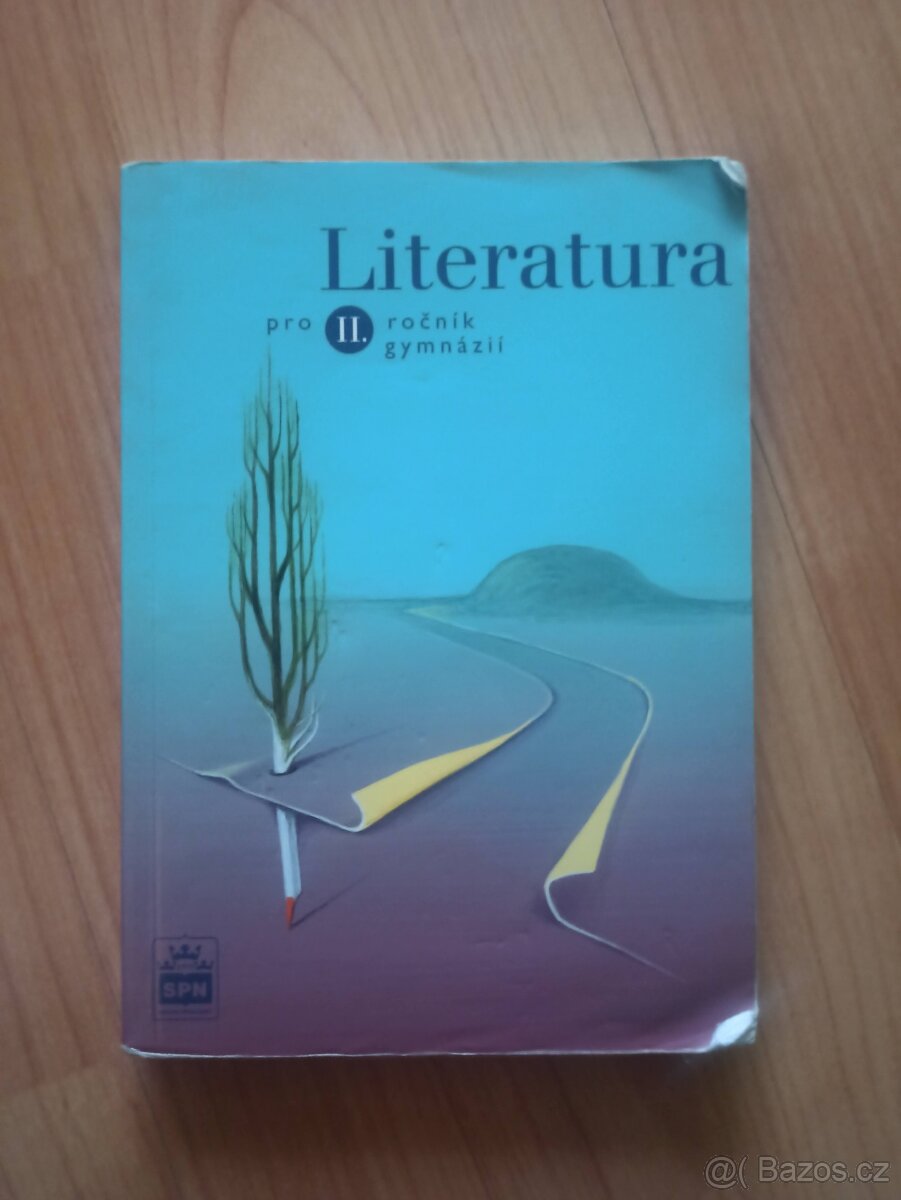 Literatura
pro II. ročník
gymnázií
SPN
@( Bazos.cz